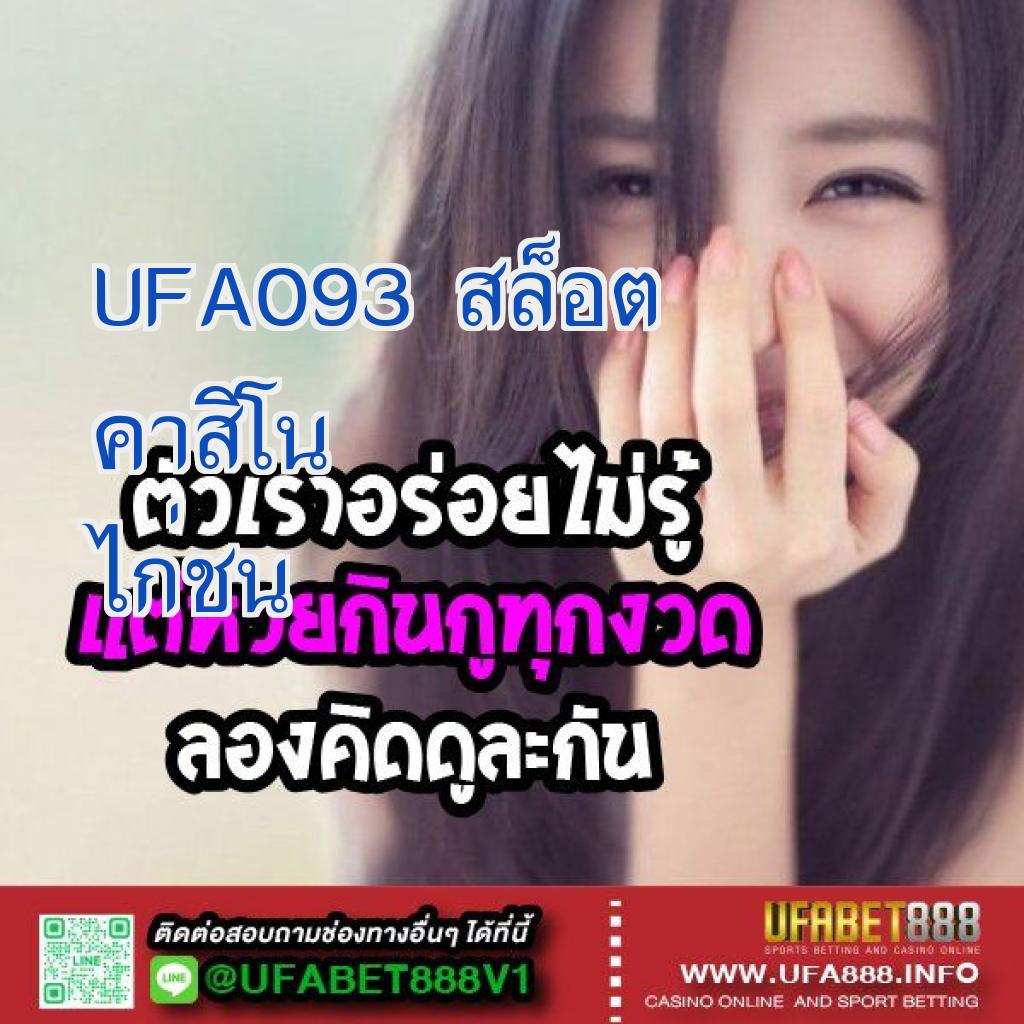 UFA093 สล็อต
คาสิโน
ตัวเราอร่อยไม่รู้
ไก่ชน
แต่หวยกินกูทุกงวด
ลองคิดดูละกัน
ติดต่อสอบถามช่องทางอื่นๆ ได้ที่นี่
LINE
LINE
@UFABET888V1
UFABET888
SPORTS BETTING AND CASINO ONLINE
WWW.UFA888.INFO
CASINO ONLINE AND SPORT BETTING